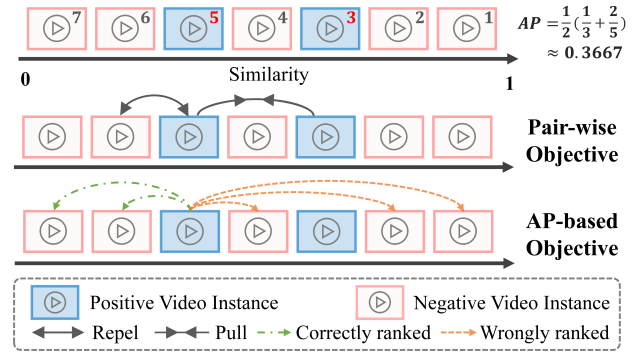 7 6 5 4 3 2 1
AP = 1/2(1/3 + 2/5)
≈ 0.3667
0 Similarity 1
Pair-wise
Objective
AP-based
Objective
Positive Video Instance Negative Video Instance
Repel Pull Correctly ranked Wrongly ranked